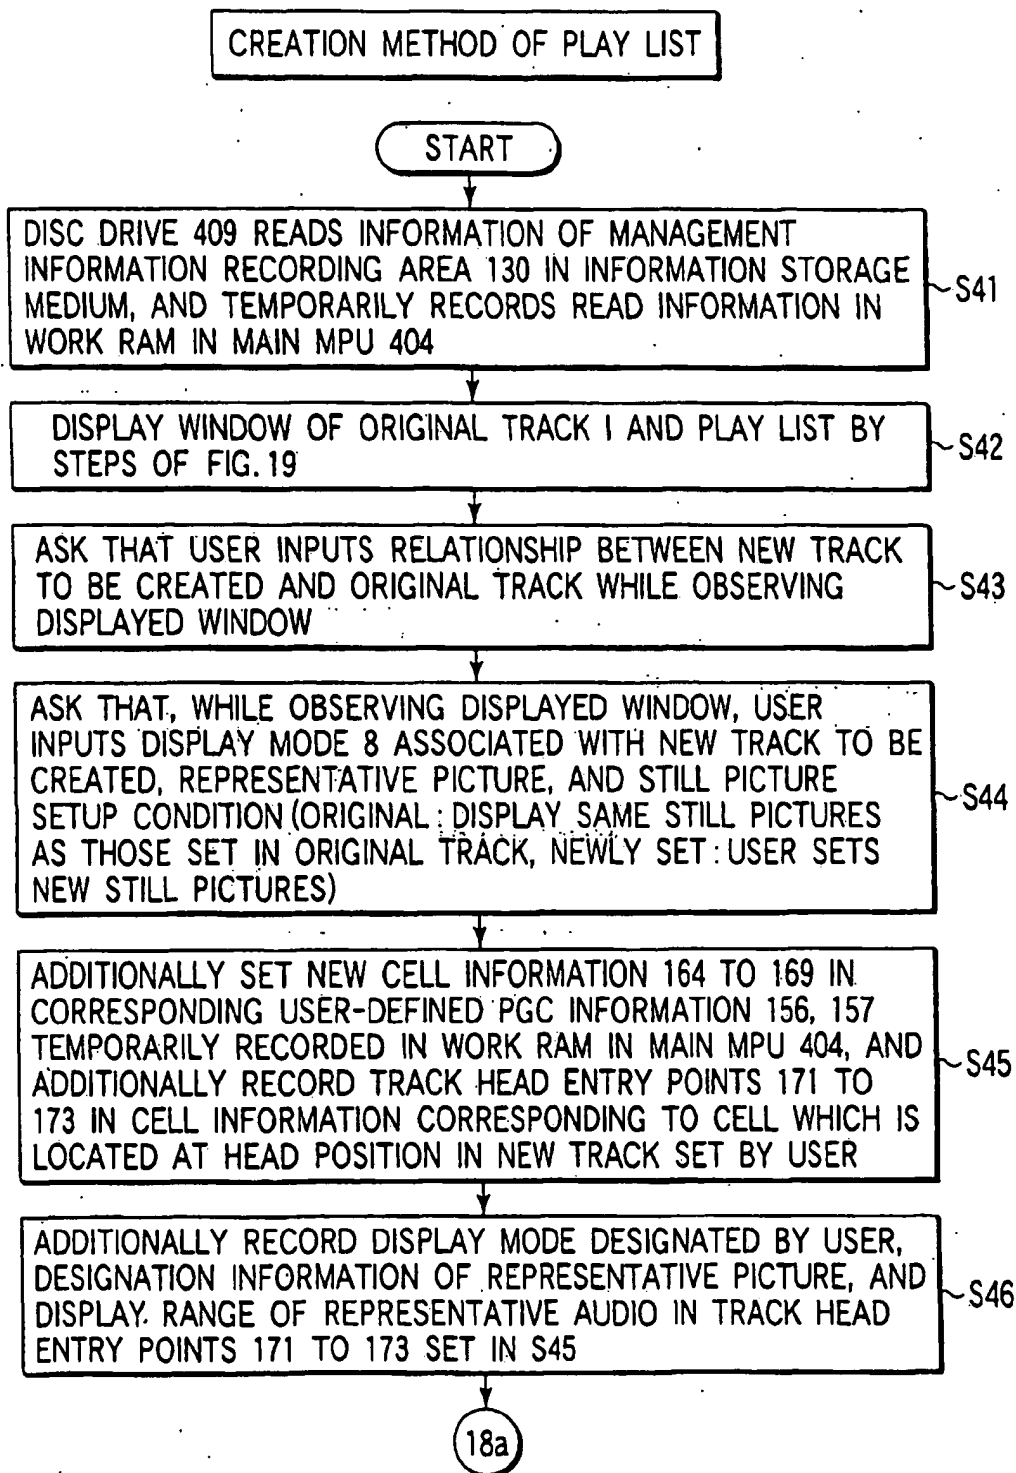 CREATION METHOD OF PLAY LIST
START
DISC DRIVE 409 READS INFORMATION OF MANAGEMENT
INFORMATION RECORDING AREA 130 IN INFORMATION STORAGE
MEDIUM, AND TEMPORARILY RECORDS READ INFORMATION IN
WORK RAM IN MAIN MPU 404
S41
DISPLAY WINDOW OF ORIGINAL TRACK I AND PLAY LIST BY
STEPS OF FIG. 19
S42
ASK THAT USER INPUTS RELATIONSHIP BETWEEN NEW TRACK
TO BE CREATED AND ORIGINAL TRACK WHILE OBSERVING
DISPLAYED WINDOW
S43
ASK THAT, WHILE OBSERVING DISPLAYED WINDOW, USER
INPUTS DISPLAY MODE 8 ASSOCIATED WITH NEW TRACK TO BE
CREATED, REPRESENTATIVE PICTURE, AND STILL PICTURE
SETUP CONDITION (ORIGINAL : DISPLAY SAME STILL PICTURES
AS THOSE SET IN ORIGINAL TRACK, NEWLY SET : USER SETS
NEW STILL PICTURES)
S44
ADDITIONALLY SET NEW CELL INFORMATION 164 TO 169 IN
CORRESPONDING USER-DEFINED PGC INFORMATION 156, 157
TEMPORARILY RECORDED IN WORK RAM IN MAIN MPU 404, AND
ADDITIONALLY RECORD TRACK HEAD ENTRY POINTS 171 TO
173 IN CELL INFORMATION CORRESPONDING TO CELL WHICH IS
LOCATED AT HEAD POSITION IN NEW TRACK SET BY USER
S45
ADDITIONALLY RECORD DISPLAY MODE DESIGNATED BY USER,
DESIGNATION INFORMATION OF REPRESENTATIVE PICTURE, AND
DISPLAY RANGE OF REPRESENTATIVE AUDIO IN TRACK HEAD
ENTRY POINTS 171 TO 173 SET IN S45
S46
18a